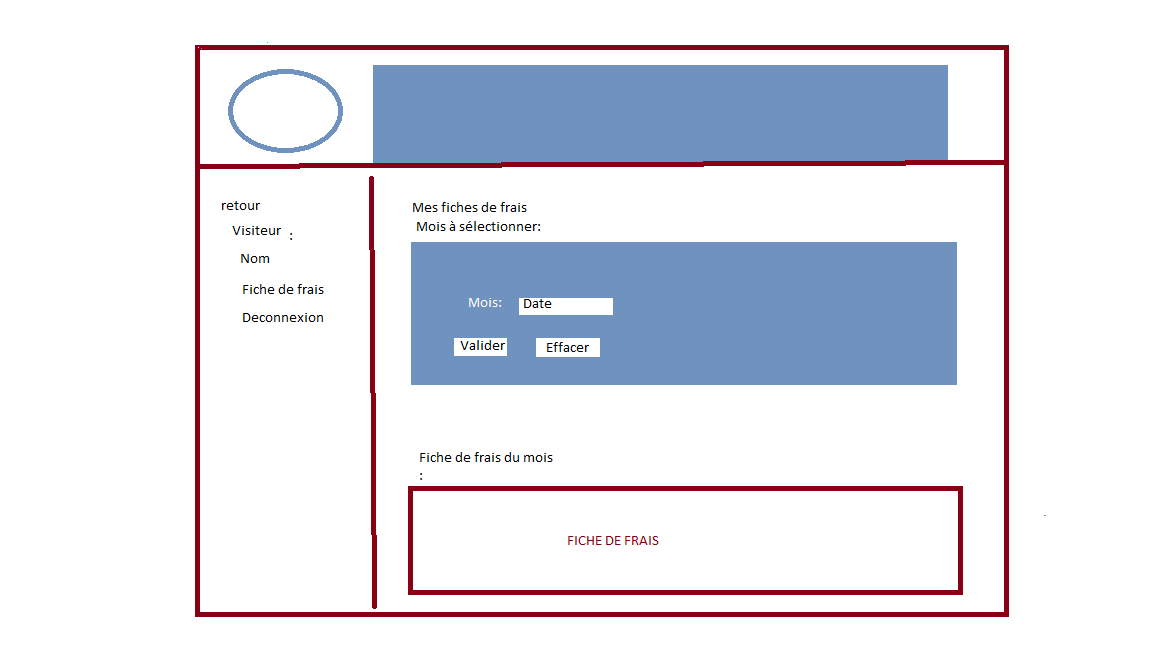 retour
Visiteur :
Nom
Fiche de frais
Deconnexion
Mes fiches de frais
Mois à sélectionner:
Mois: Date
Valider Effacer
Fiche de frais du mois
:
FICHE DE FRAIS